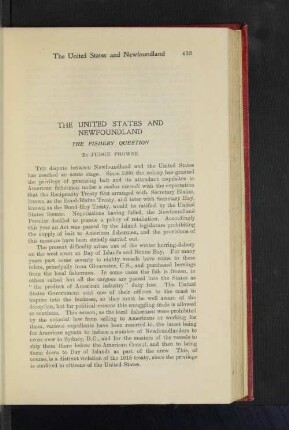 The United States and Newfoundland 413
THE UNITED STATES AND
NEWFOUNDLAND
THE FISHERY QUESTION
By JUDGE PROWSE
THE dispute between Newfoundland and the United States
has reached an acute stage. Since 1890 the colony has granted
the privilege of procuring bait and its attendant supplies to
American fishermen under a modus vivendi with the expectation
that the Reciprocity Treaty first arranged with Secretary Blaine,
known as the Bond-Blaine Treaty, and later with Secretary Hay,
known as the Bond-Hay Treaty, would be ratified by the United
States Senate. Negotiations having failed, the Newfoundland
Premier decided to pursue a policy of retaliation. Accordingly
this year an Act was passed by the Island legislature prohibiting
the supply of bait to American fishermen, and the provisions of
this measure have been strictly carried out.
The present difficulty arises out of the winter herring-fishery
on the west coast at Bay of Islands and Bonne Bay. For many
years past some seventy to eighty vessels have come to these
inlets, principally from Gloucester, U.S., and purchased herrings
from the local fishermen. In some cases the fish is frozen, in
others salted, but all the cargoes are passed into the States as
"the product of American industry" duty free. The United
States Government sent one of their officers to the coast to
inquire into the business, so they must be well aware of the
deception, but for political reasons this smuggling trade is allowed
to continue. This season, as the local fishermen were prohibited
by the colonial law from selling to Americans or working for
them, various expedients have been resorted to, the latest being
for American agents to induce a number of Newfoundlanders to
cross over to Sydney, B.C., and for the masters of the vessels to
ship them there before the American Consul, and then to bring
them down to Bay of Islands as part of the crew. This, of
course, is a distinct violation of the 1818 treaty, since the privilege
is confined to citizens of the United States.